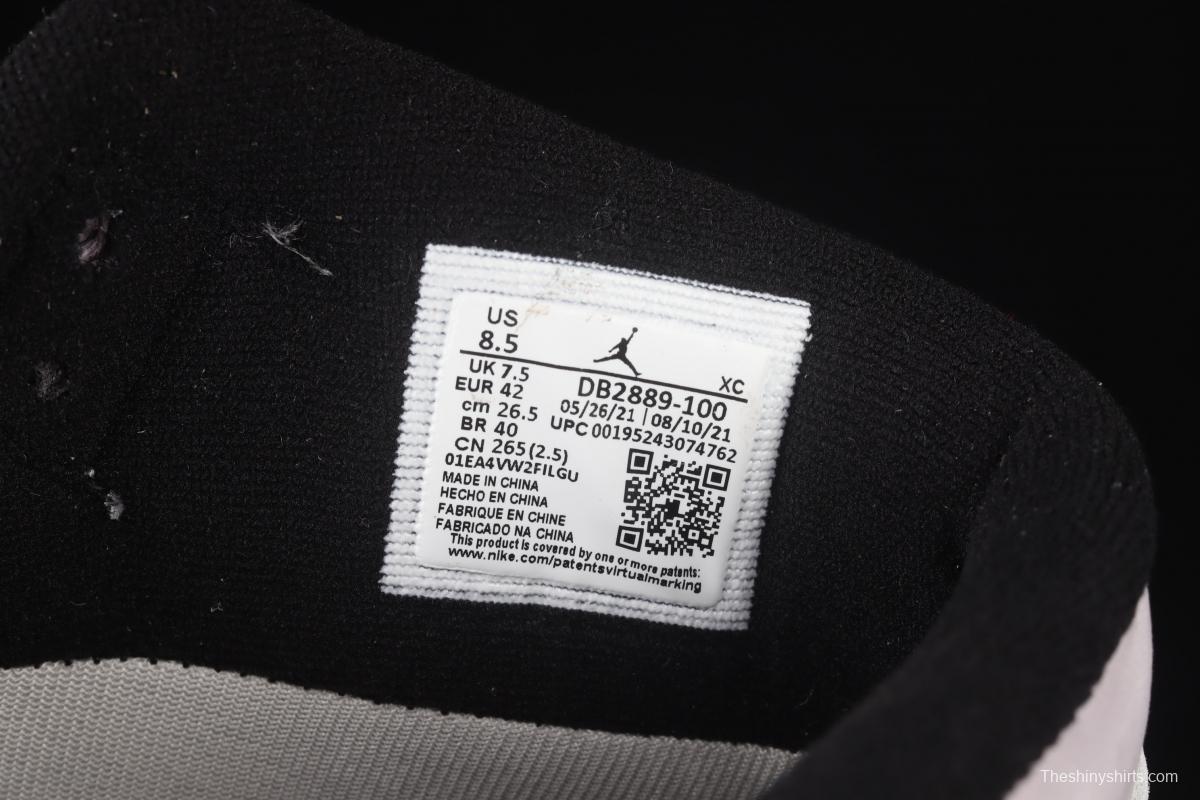 US
8.5
XC
UK 7.5
EUR 42
cm 26.5
BR 40
CN 265(2.5)
01EA4VW2FILGU
DB2889-100
05/26/21 | 08/10/21
UPC 00195243074762
MADE IN CHINA
HECHO EN CHINA
FABRIQUE EN CHINE
FABRICADO NA CHINA
This product is covered by one or more patents:
www.nike.com/patentsvirtualmarking
Theshinyshirts.com